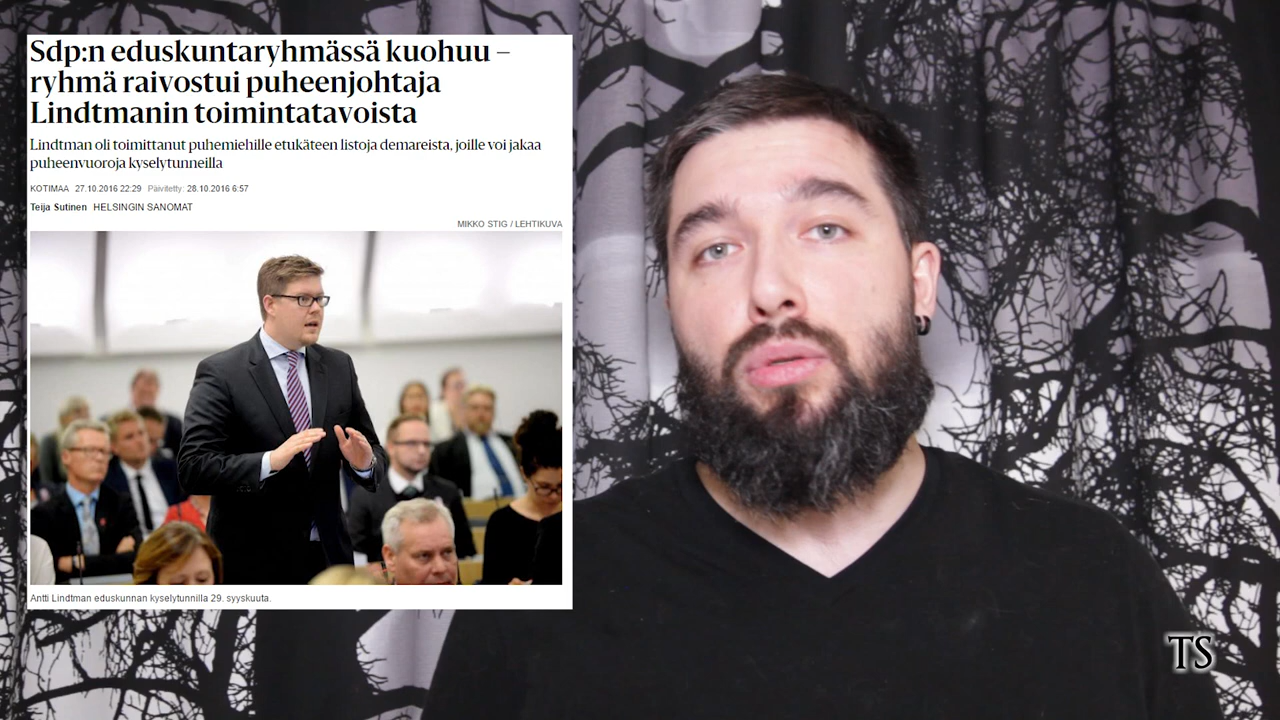 Sdp:n eduskuntaryhmässä kuohuu –
ryhmä raivostui puheenjohtaja
Lindtmanin toimintatavoista
Lindtman oli toimittanut puhemiehille etukäteen listoja demareista, joille voi jakaa
puheenvuoroja kyselytunneilla
KOTIMAA 27.10.2016 22:29 Päivitetty: 28.10.2016 6:57
Teija Sutinen HELSINGIN SANOMAT
MIKKO STIG / LEHTIKUVA
Antti Lindtman eduskunnan kyselytunnilla 29. syyskuuta.
TS